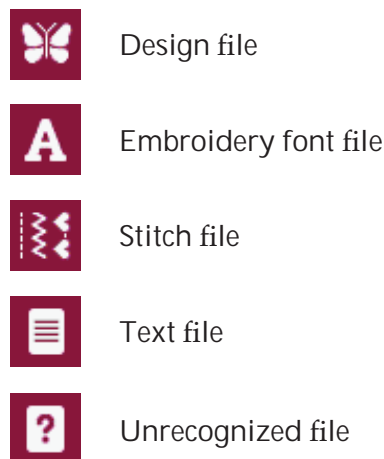 Design file
A Embroidery font file
Stitch file
Text file
? Unrecognized file